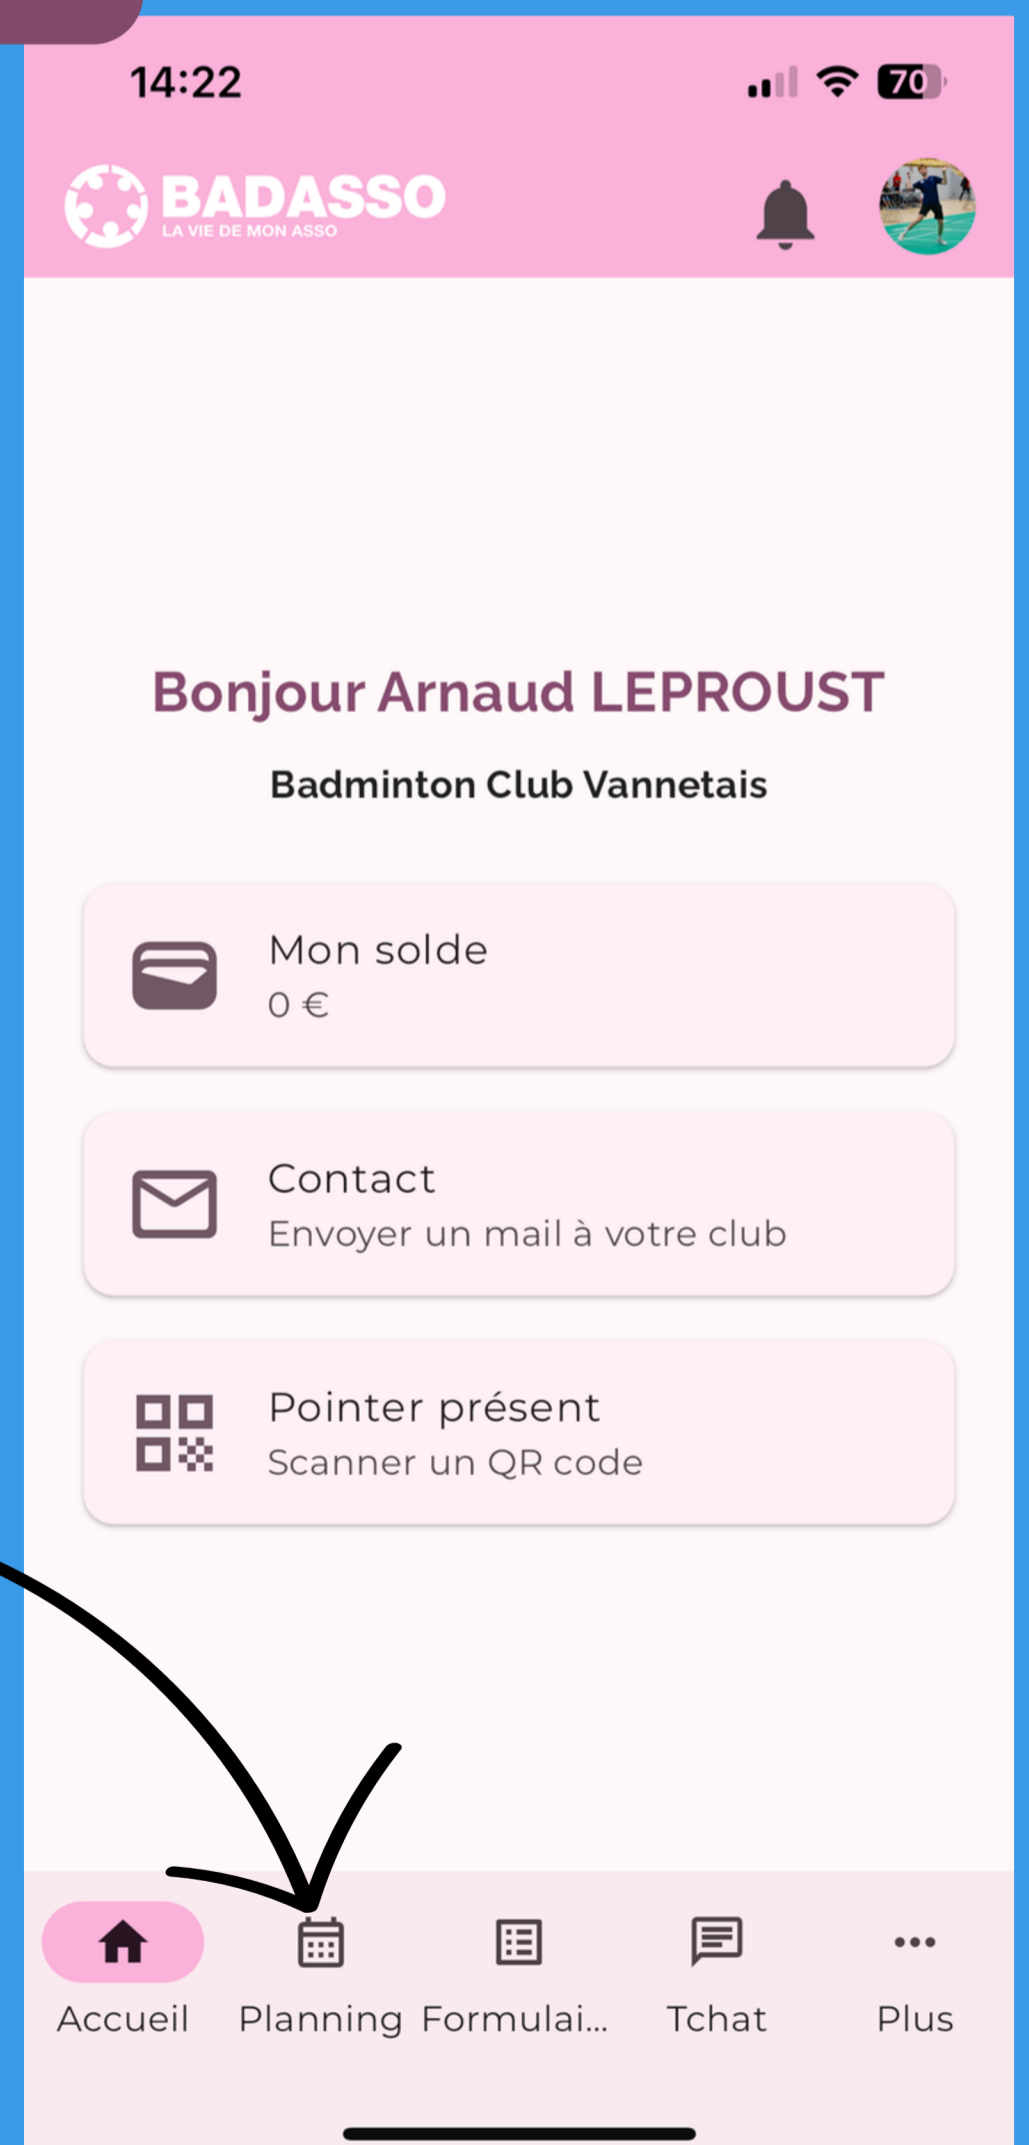 14:22
70
BADASSO
LA VIE DE MON ASSO
Bonjour Arnaud LEPROUST
Badminton Club Vannetais
Mon solde
0 €
Contact
Envoyer un mail à votre club
Pointer présent
Scanner un QR code
Accueil Planning Formulai... Tchat Plus